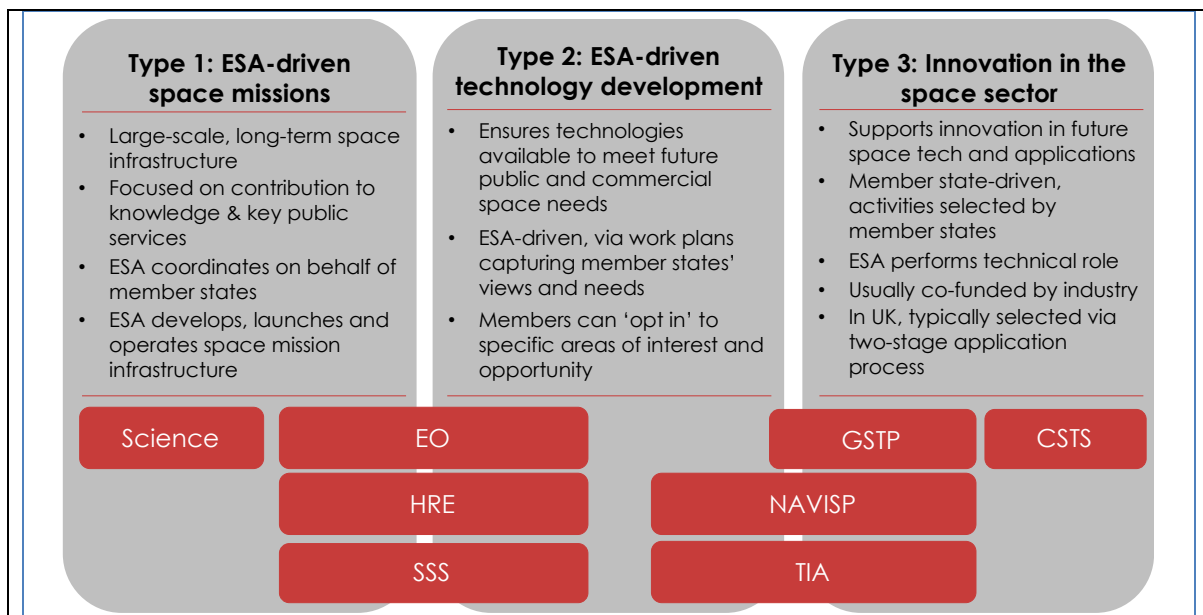 Type 1: ESA-driven
space missions
• Large-scale, long-term space
infrastructure
• Focused on contribution to
knowledge & key public
services
• ESA coordinates on behalf of
member states
• ESA develops, launches and
operates space mission
infrastructure
Type 2: ESA-driven
technology development
• Ensures technologies
available to meet future
public and commercial
space needs
• ESA-driven, via work plans
capturing member states’
views and needs
• Members can ‘opt in’ to
specific areas of interest and
opportunity
Type 3: Innovation in the
space sector
• Supports innovation in future
space tech and applications
• Member state-driven,
activities selected by
member states
• ESA performs technical role
• Usually co-funded by industry
• In UK, typically selected via
two-stage application
process
Science
EO
GSTP
CSTS
HRE
NAVISP
SSS
TIA